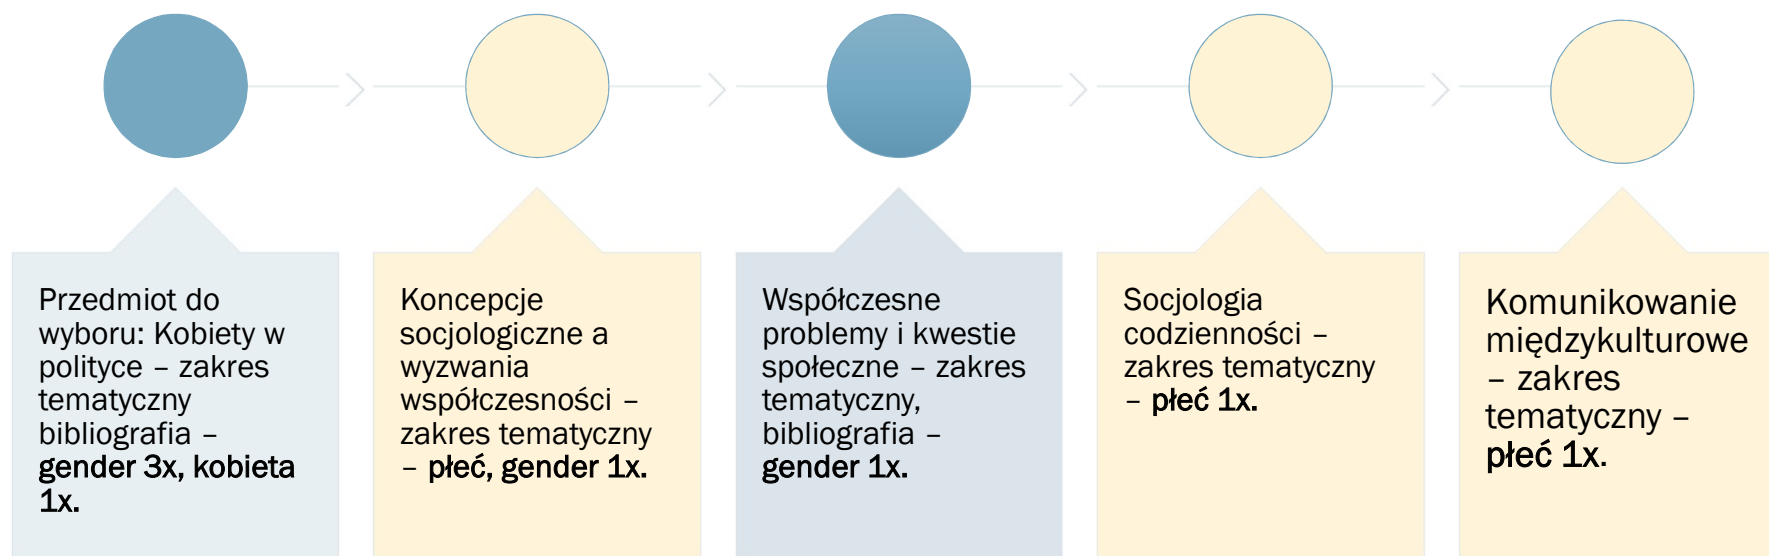 Przedmiot do
wyboru: Kobiety w
polityce – zakres
tematyczny
bibliografia –
gender 3x, kobieta
1x.
Koncepcje
socjologiczne a
wyzwania
współczesności –
zakres tematyczny
– płeć, gender 1x.
Współczesne
problemy i kwestie
społeczne – zakres
tematyczny,
bibliografia –
gender 1x.
Socjologia
codzienności –
zakres tematyczny
– płeć 1x.
Komunikowanie
międzykulturowe
– zakres
tematyczny –
płeć 1x.